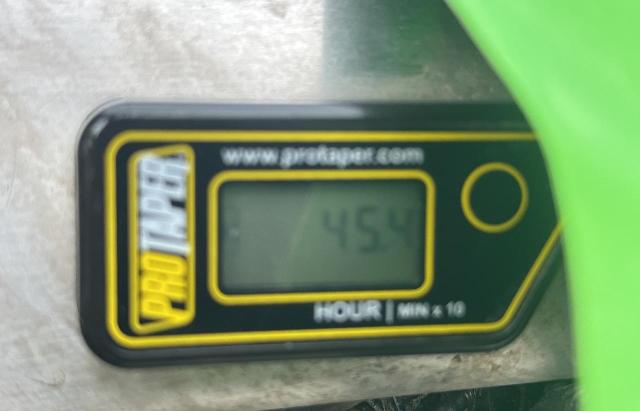 www.protaper.com
PROTAPER
45.4
HOUR | MIN x 10